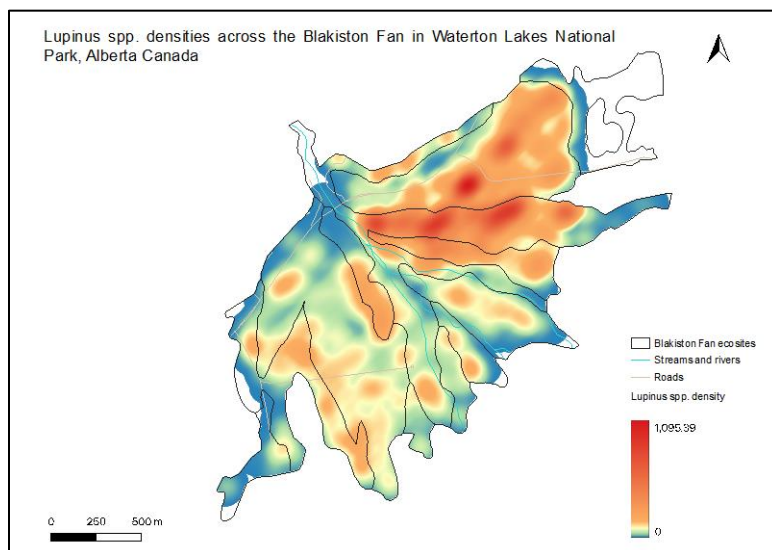 Lupinus spp. densities across the Blakiston Fan in Waterton Lakes National
Park, Alberta Canada
Blakiston Fan ecosites
Streams and rivers
Roads
Lupinus spp. density
1,095.39
0
0 250 500 m